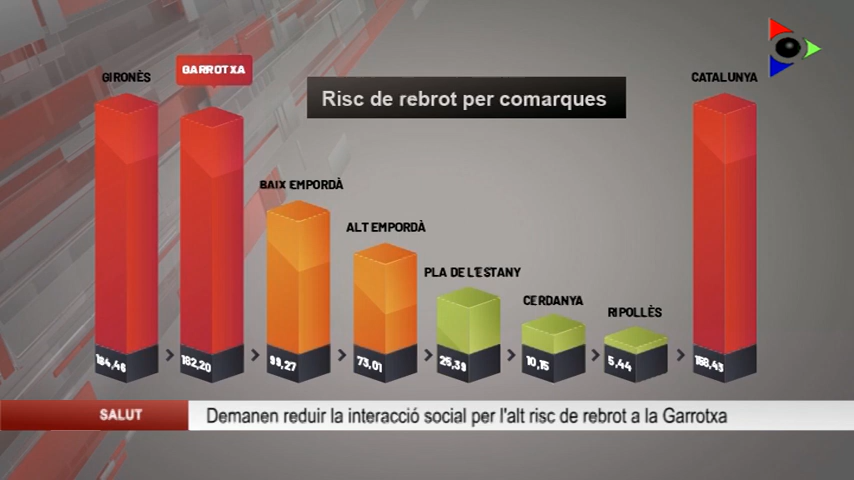 GIRONÈS
GARROTXA
CATALUNYA
Risc de rebrot per comarques
BAIX EMPORDÀ
ALT EMPORDÀ
PLA DE L'ESTANY
CERDANYA
RIPOLLÈS
184,46
182,20
99,27
73,01
25,39
10,15
5,44
SALUT
Demanen reduir la interacció social per l'alt risc de rebrot a la Garrotxa